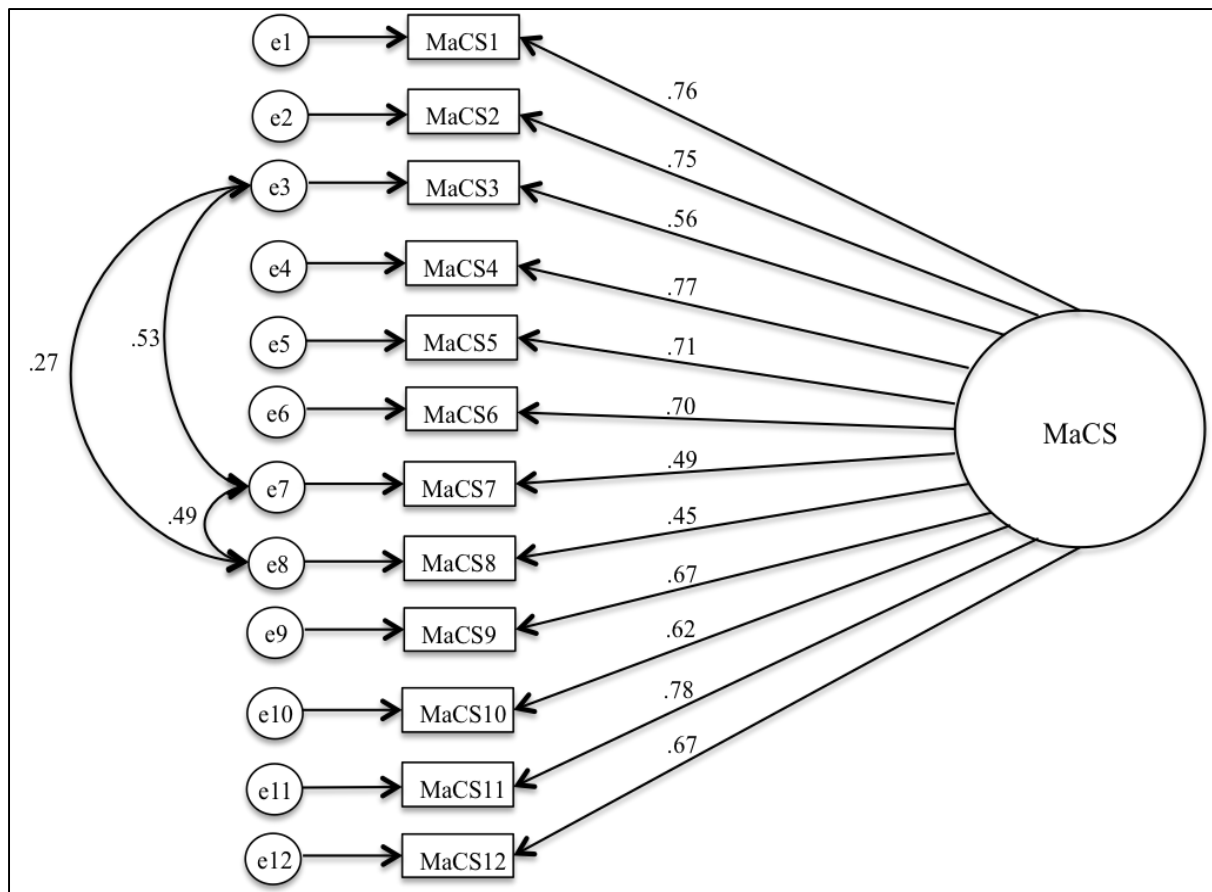 e1 MaCS1
.76
e2 MaCS2
.75
e3 MaCS3
.56
e4 MaCS4
.77
.53
.27
e5 MaCS5
.71
e6 MaCS6
.70
MaCS
e7 MaCS7
.49
.49
e8 MaCS8
.45
e9 MaCS9
.67
e10 MaCS10
.62
e11 MaCS11
.78
e12 MaCS12
.67